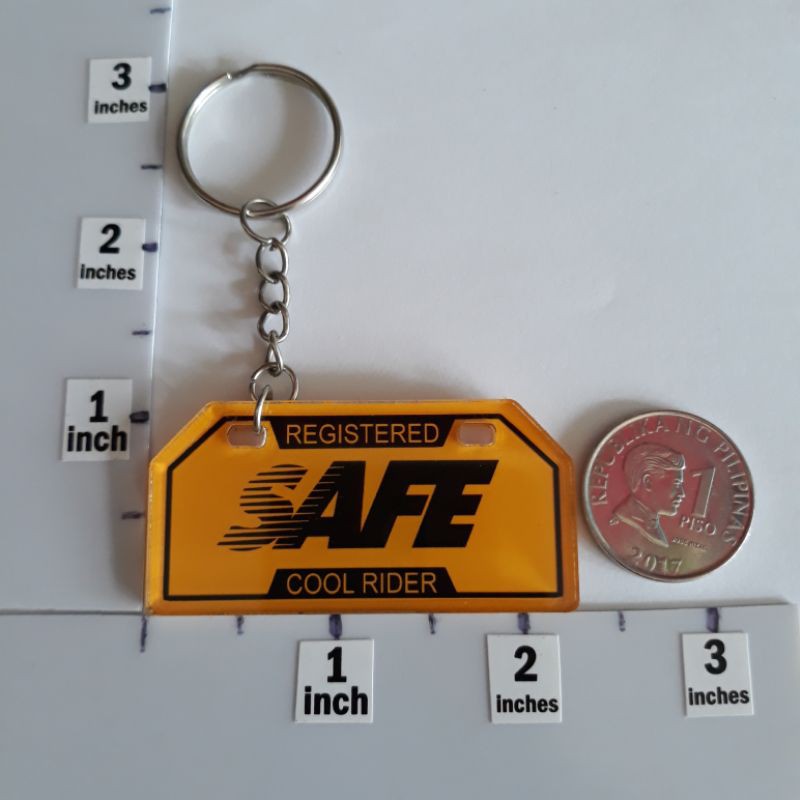 3
inches
2
inches
1
inch
REGISTERED
SAFE
COOL RIDER
REPUBLIKA NG PILIPINAS
1
PISO
2017
1
inch
2
inches
3
inches